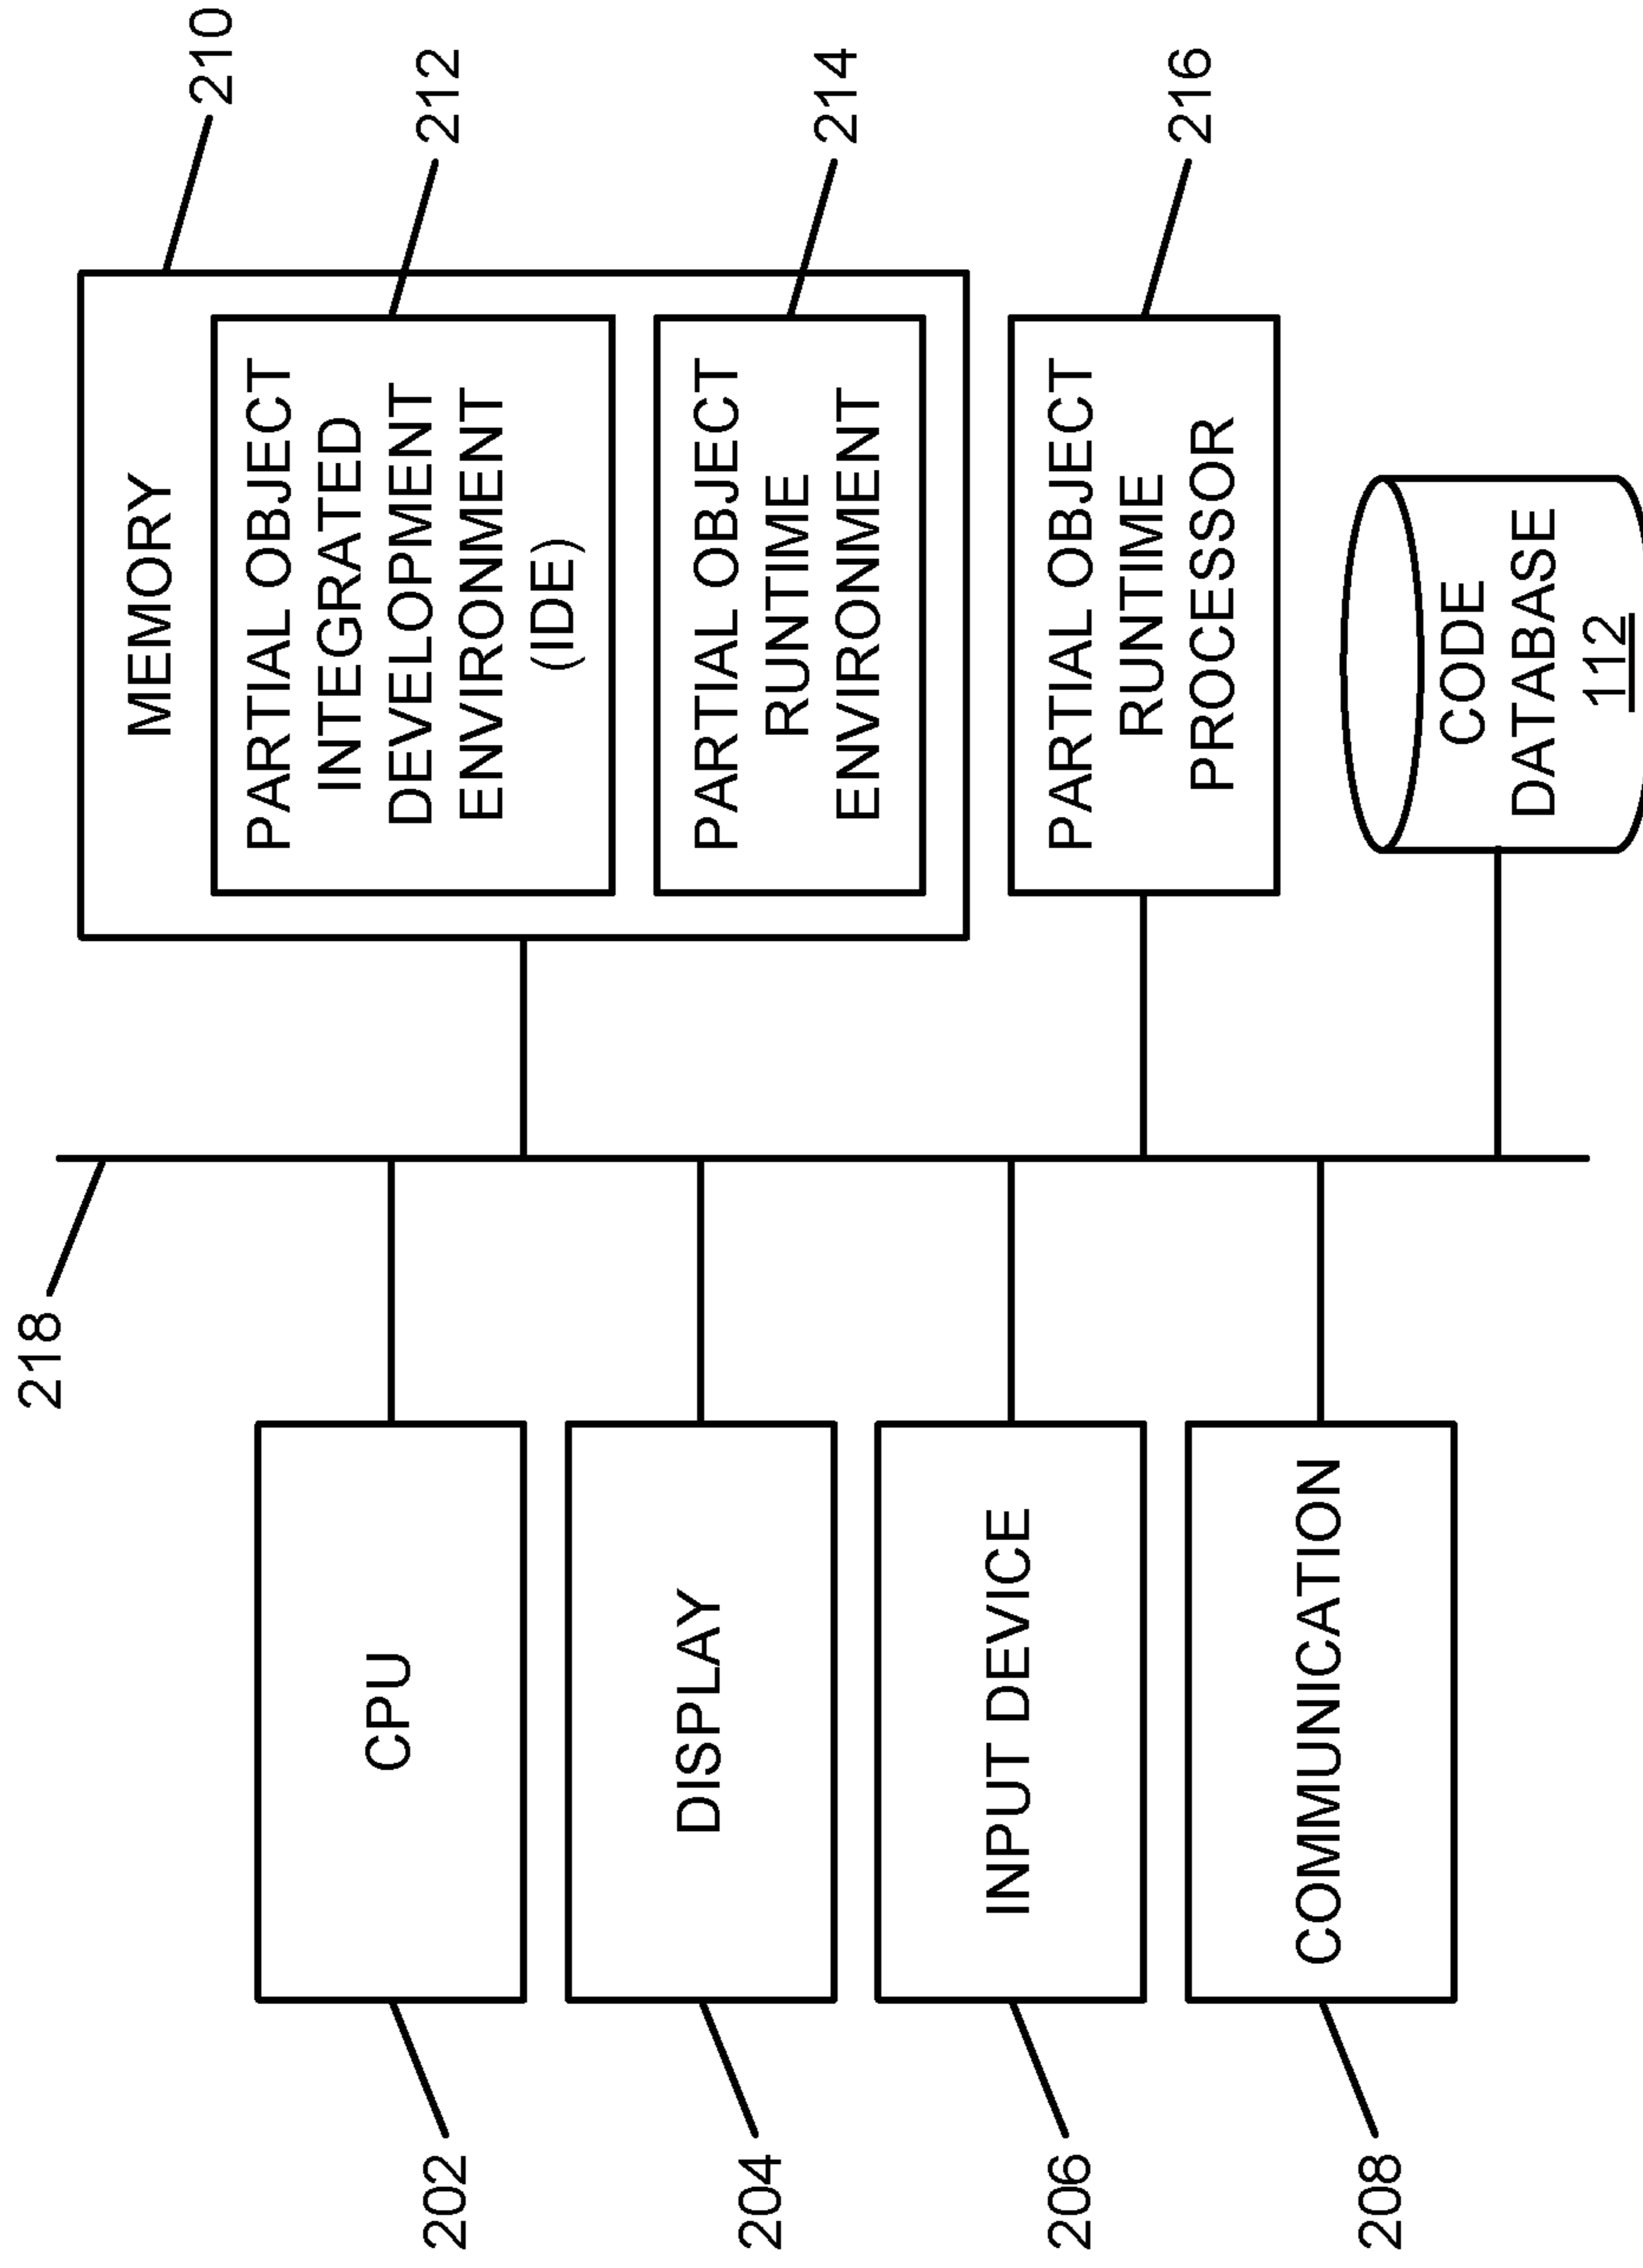 218
CPU
202
DISPLAY
204
INPUT DEVICE
206
COMMUNICATION
208
MEMORY
210
PARTIAL OBJECT
INTEGRATED
DEVELOPMENT
ENVIRONMENT
(IDE)
212
PARTIAL OBJECT
RUNTIME
ENVIRONMENT
214
PARTIAL OBJECT
RUNTIME
PROCESSOR
216
CODE
DATABASE
112